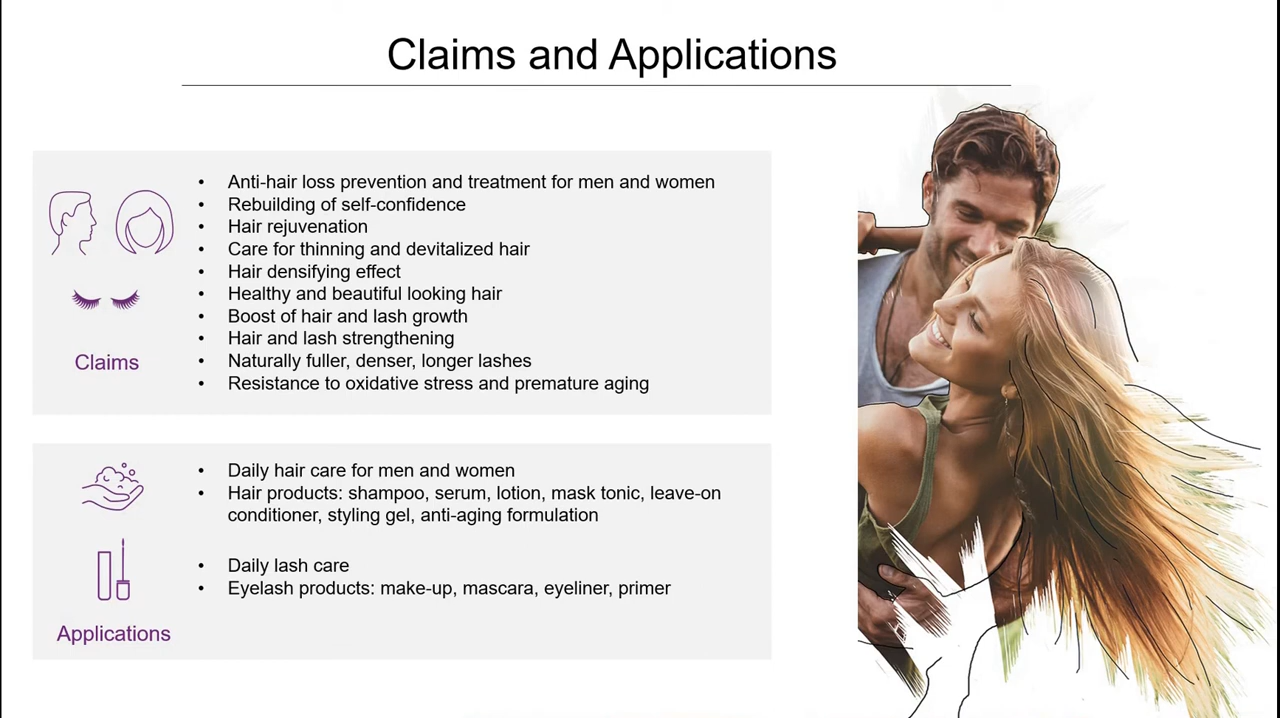 Claims and Applications
• Anti-hair loss prevention and treatment for men and women
• Rebuilding of self-confidence
• Hair rejuvenation
• Care for thinning and devitalized hair
• Hair densifying effect
• Healthy and beautiful looking hair
• Boost of hair and lash growth
• Hair and lash strengthening
• Naturally fuller, denser, longer lashes
• Resistance to oxidative stress and premature aging
Claims
• Daily hair care for men and women
• Hair products: shampoo, serum, lotion, mask tonic, leave-on
conditioner, styling gel, anti-aging formulation
• Daily lash care
• Eyelash products: make-up, mascara, eyeliner, primer
Applications